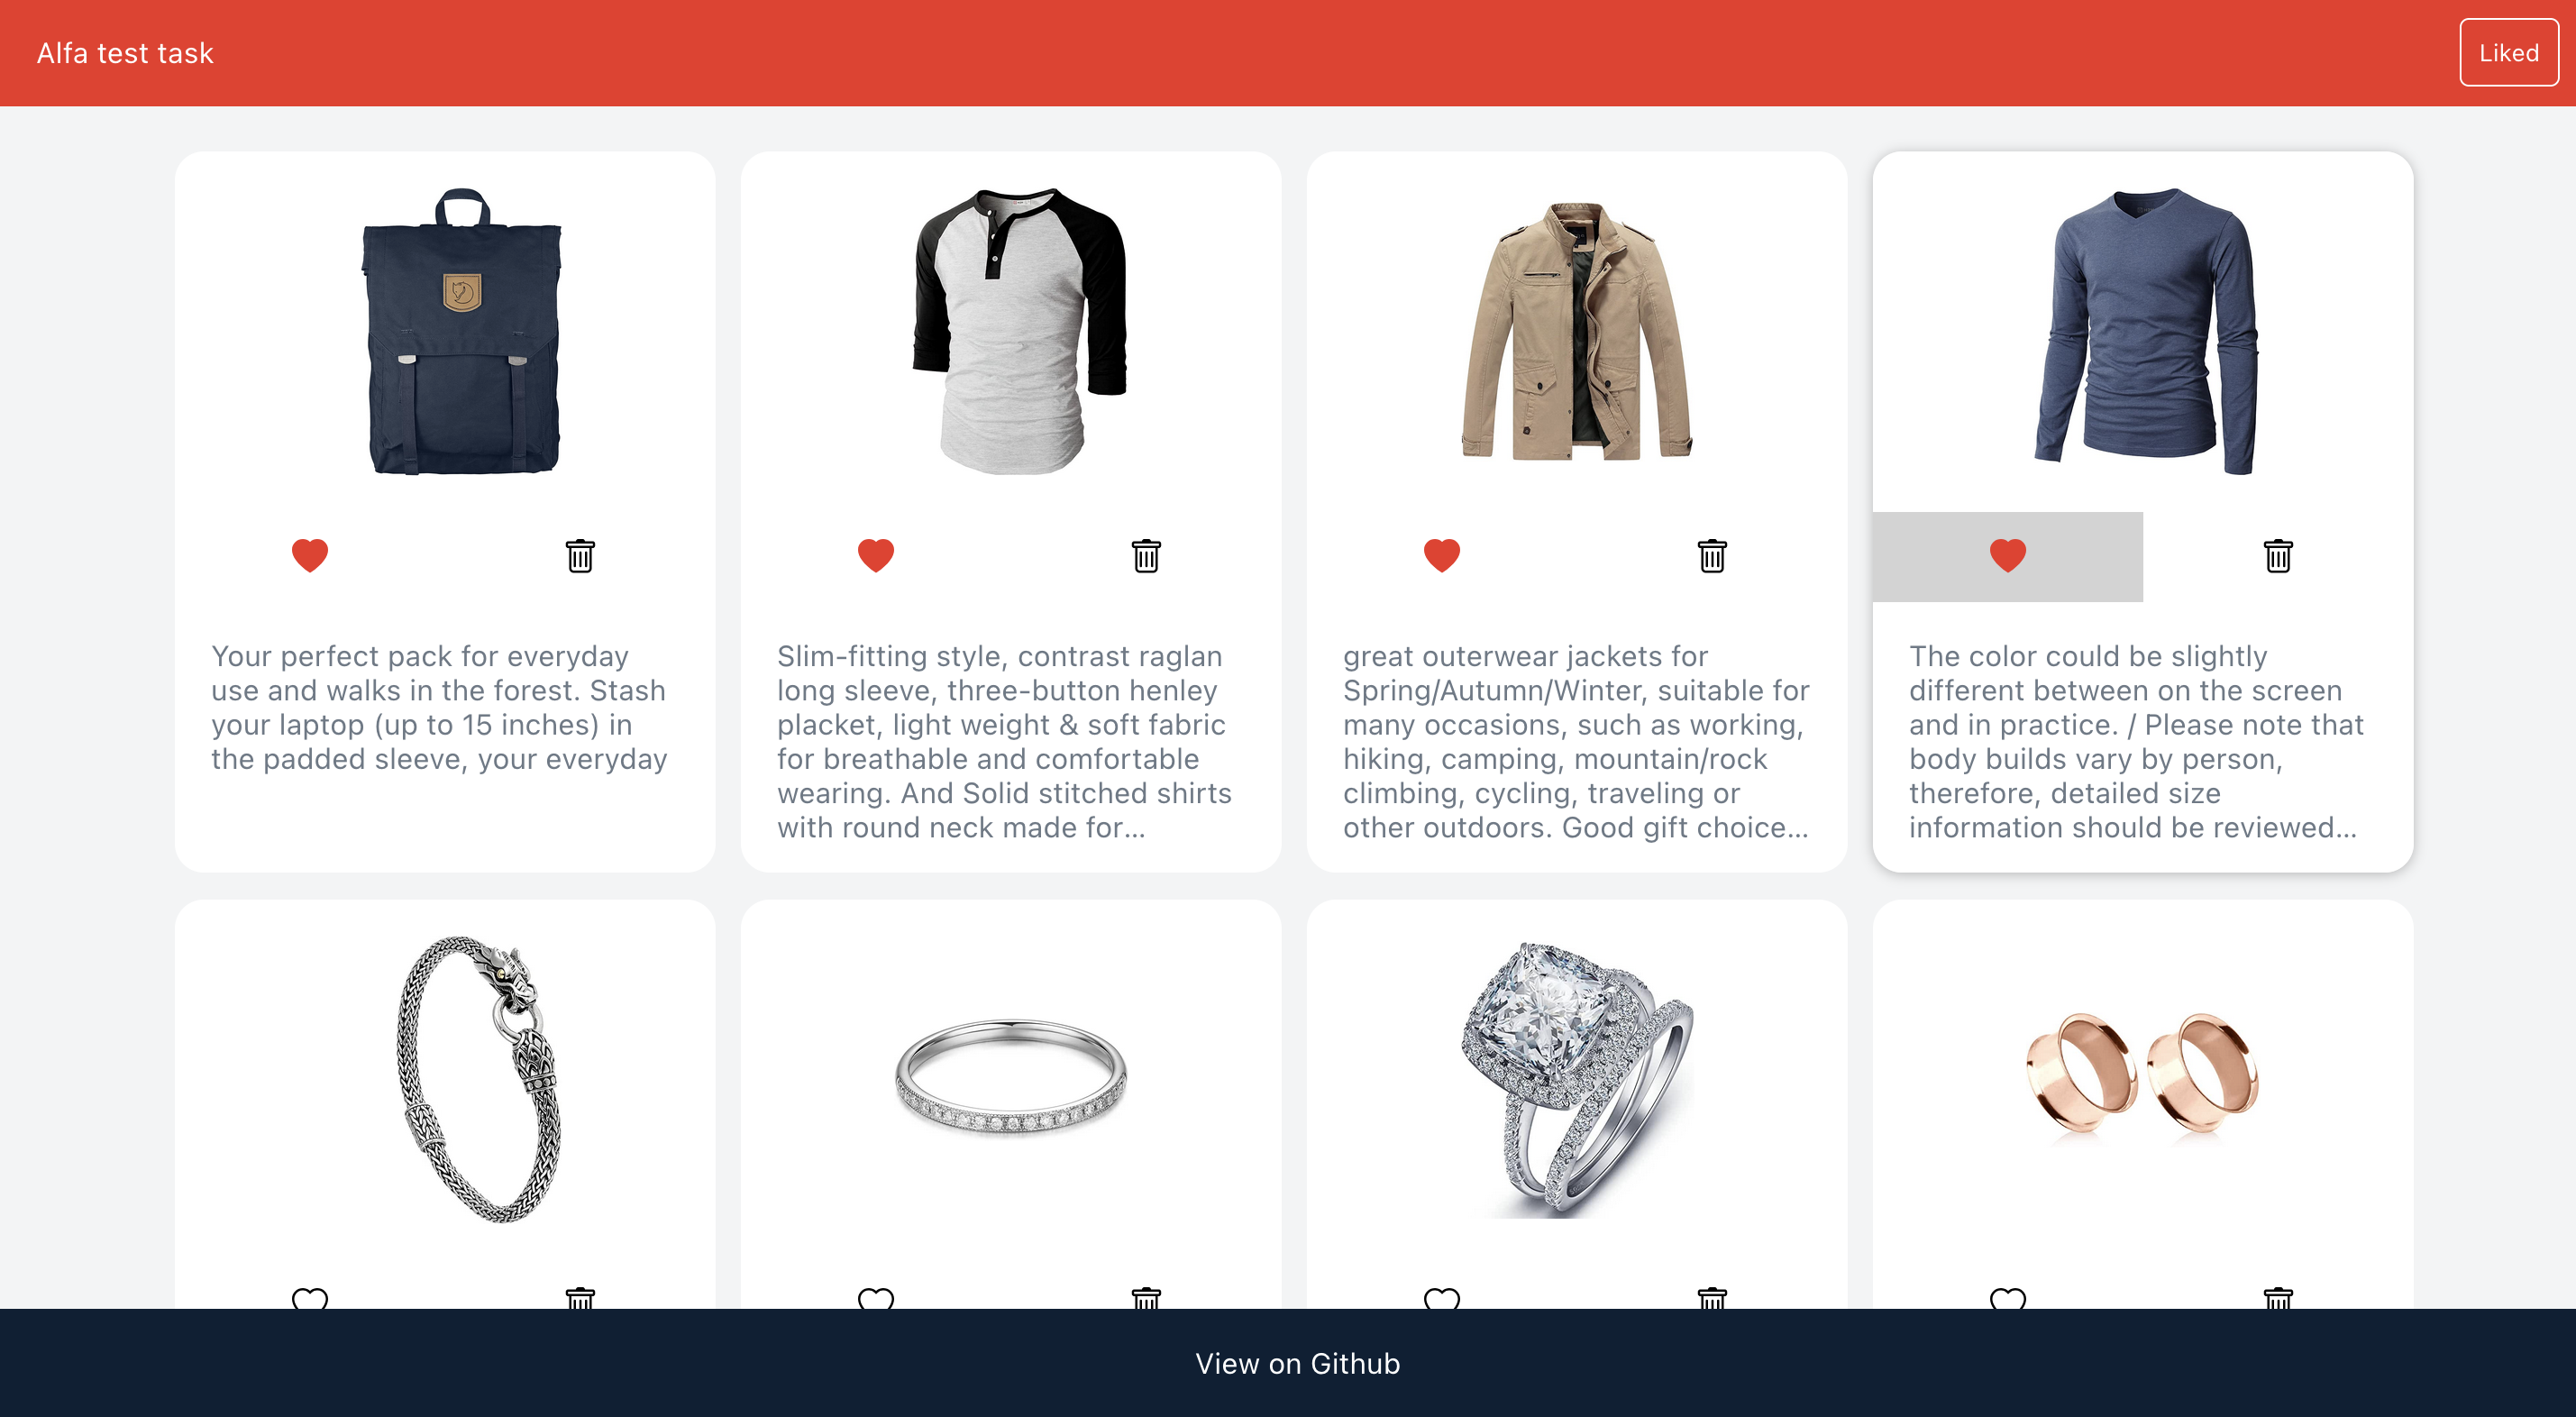 Alfa test task
Liked
Your perfect pack for everyday
use and walks in the forest. Stash
your laptop (up to 15 inches) in
the padded sleeve, your everyday
Slim-fitting style, contrast raglan
long sleeve, three-button henley
placket, light weight & soft fabric
for breathable and comfortable
wearing. And Solid stitched shirts
with round neck made for...
great outerwear jackets for
Spring/Autumn/Winter, suitable for
many occasions, such as working,
hiking, camping, mountain/rock
climbing, cycling, traveling or
other outdoors. Good gift choice...
The color could be slightly
different between on the screen
and in practice. / Please note that
body builds vary by person,
therefore, detailed size
information should be reviewed...
View on Github